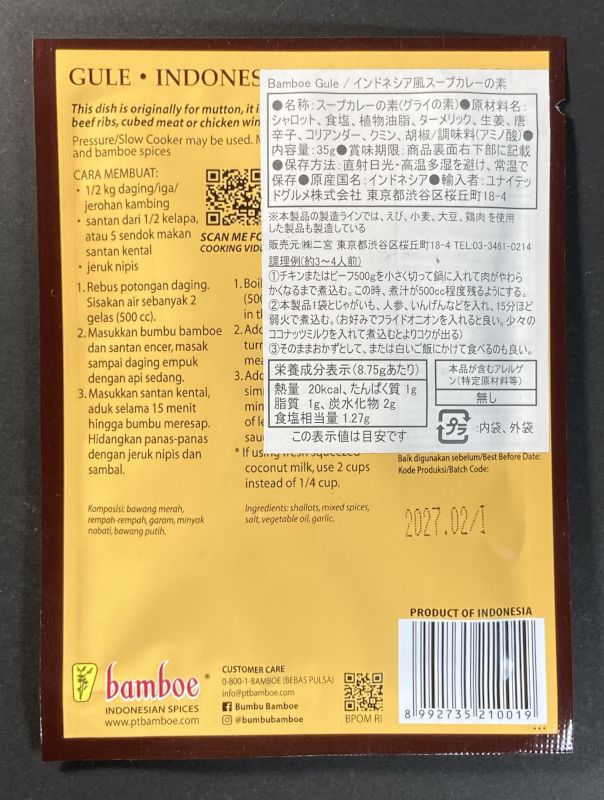 GULE • INDONES
This dish is originally for mutton, it i
beef ribs, cubed meat or chicken win
Pressure/Slow Cooker may be used.
and bamboe spices
CARA MEMBUAT:
• 1/2 kg daging/iga/
jerohan kambing
• santan dari 1/2 kelapa,
atau 5 sendok makan
santan kental
• jeruk nipis
1. Rebus potongan daging.
Sisakan air sebanyak 2
gelas (500 cc).
2. Masukkan bumbu bamboe
dan santan encer, masak
sampai daging empuk
dengan api sedang.
3. Masukkan santan kental,
aduk selama 15 menit
hingga bumbu meresap.
Hidangkan panas-panas
dengan jeruk nipis dan
sambal.
SCAN ME FO
COOKING VID
1. Boil
(500
in th
2. Add
turn
mea
3. Add
sim
min
of le
sau
* If using fresh squeezed
coconut milk, use 2 cups
instead of 1/4 cup.
Bamboe Gule / インドネシア風スープカレーの素
●名称:スープカレーの素(グライの素)●原材料名:
シャロット、食塩、植物油脂、ターメリック、生姜、唐
辛子、コリアンダー、クミン、胡椒/調味料(アミノ酸)●
内容量:35g●賞味期限:商品裏面右下部に記載
●保存方法:直射日光・高温多湿を避け、常温で
保存●原産国名:インドネシア●輸入者:ユナイテッ
ドグルメ株式会社 東京都渋谷区桜丘町18-4
※本製品の製造ラインでは、えび、小麦、大豆、鶏肉 を使用
した製品も製造している
販売元:㈱二宮 東京都渋谷区桜丘町18-4 TEL.03-3461-0214
調理例(約3～4人前)
①チキンまたはビーフ500gを小さく切って鍋に入れて肉がやわら
かくなるまで煮込む。この時、煮汁が500cc程度残るようにする。
②本製品1袋とじゃがいも、人参、いんげんなどを入れ、15分ほど
弱火で煮込む。(お好みでフライドオニオンを入れると良い。少々の
ココナッツミルクを入れて煮込むとよりコクが出る)
③そのままおかずとして、または白いご飯にかけて食べるのも良い。
栄養成分表示(8.75gあたり)
熱量 20kcal、たんぱく質 1g
脂質 1g、炭水化物 2g
食塩相当量 1.27g
この表示値は目安です
本品が含むアレルゲ
ン(特定原材料等)
無し
プラ
:内袋、外袋
Baik digunakan sebelum/Best Before Date:
Kode Produksi/Batch Code:
2027.02/1
Komposisi: bawang merah,
rempah-rempah, garam, minyak
nabati, bawang putih.
Ingredients: shallots, mixed spices,
salt, vegetable oil, garlic.
PRODUCT OF INDONESIA
8 992735 210019
bamboe®
INDONESIAN SPICES
www.ptbamboe.com
CUSTOMER CARE
0-800-1-BAMBOE (BEBAS PULSA)
info@ptbamboe.com
Bumbu Bamboe
@bumbubamboe
BPOM RI